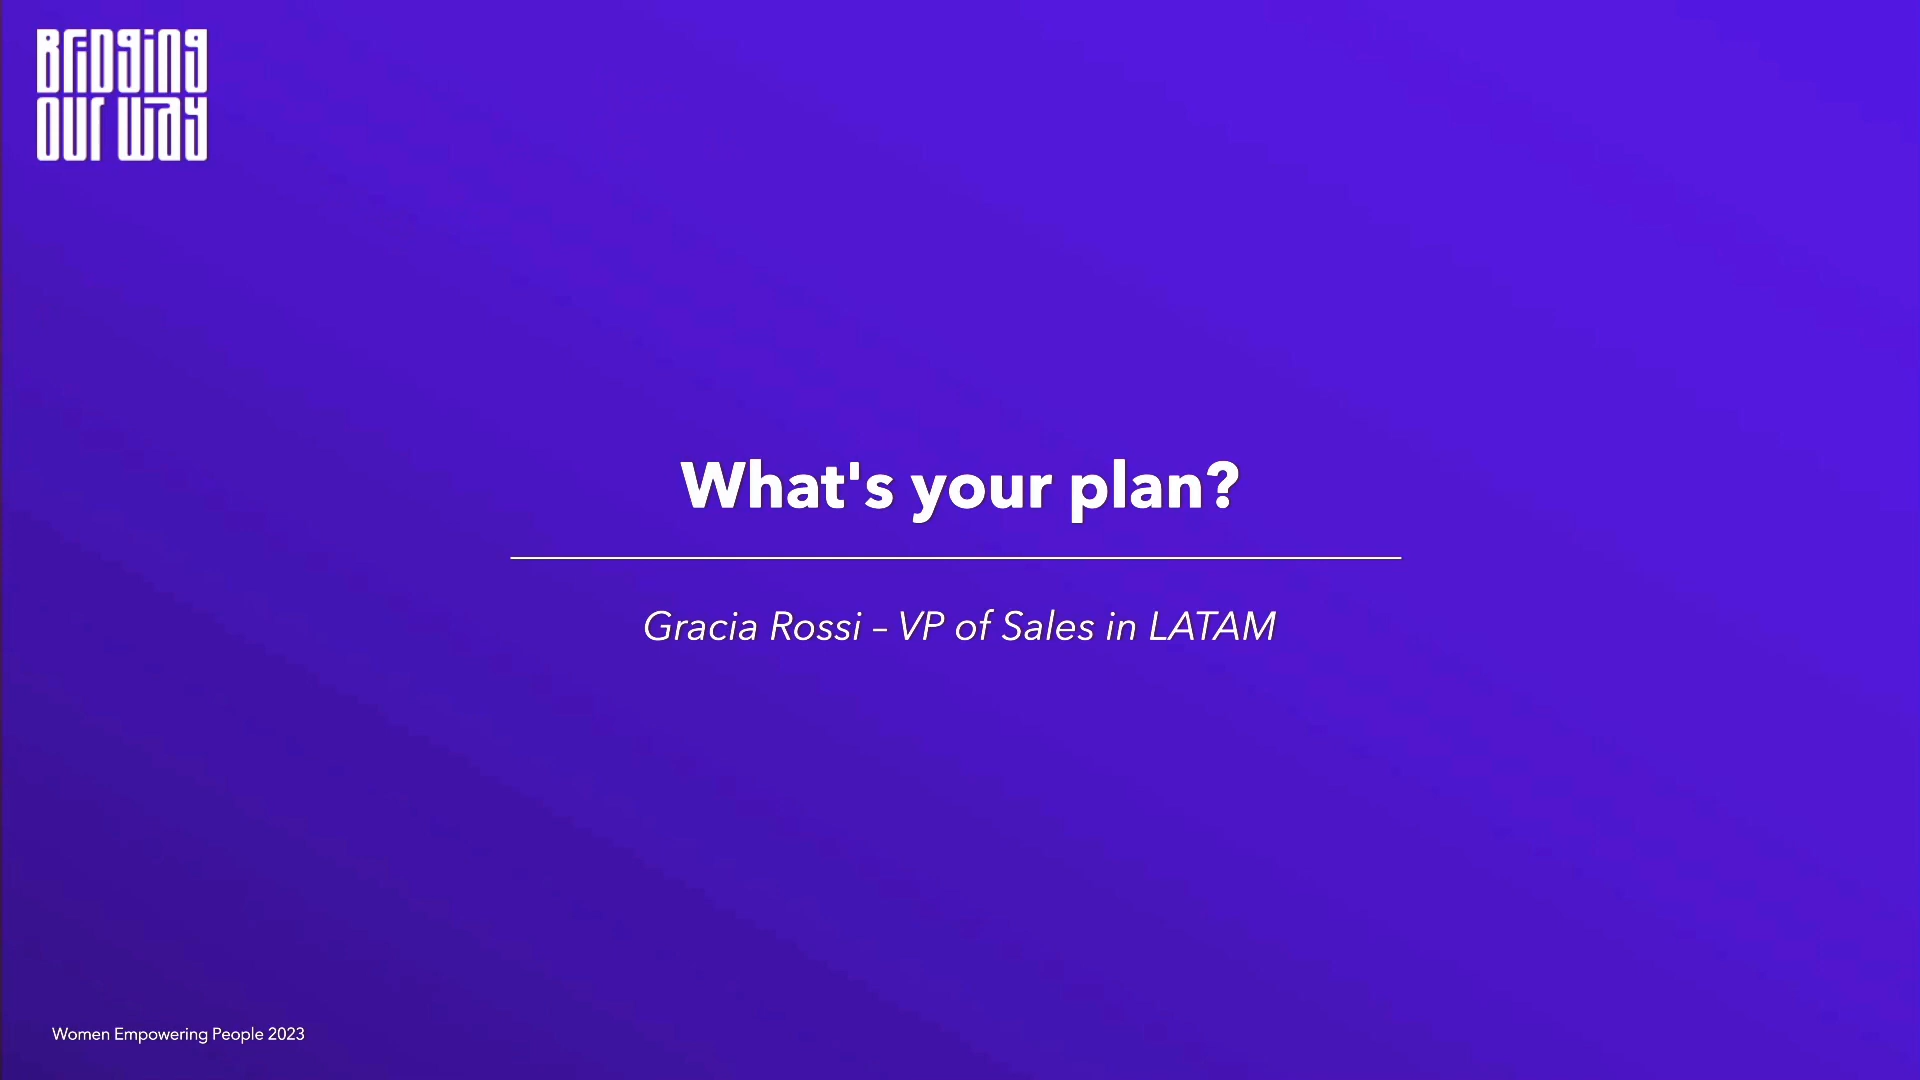 Bridging
our way
What's your plan?
Gracia Rossi – VP of Sales in LATAM
Women Empowering People 2023